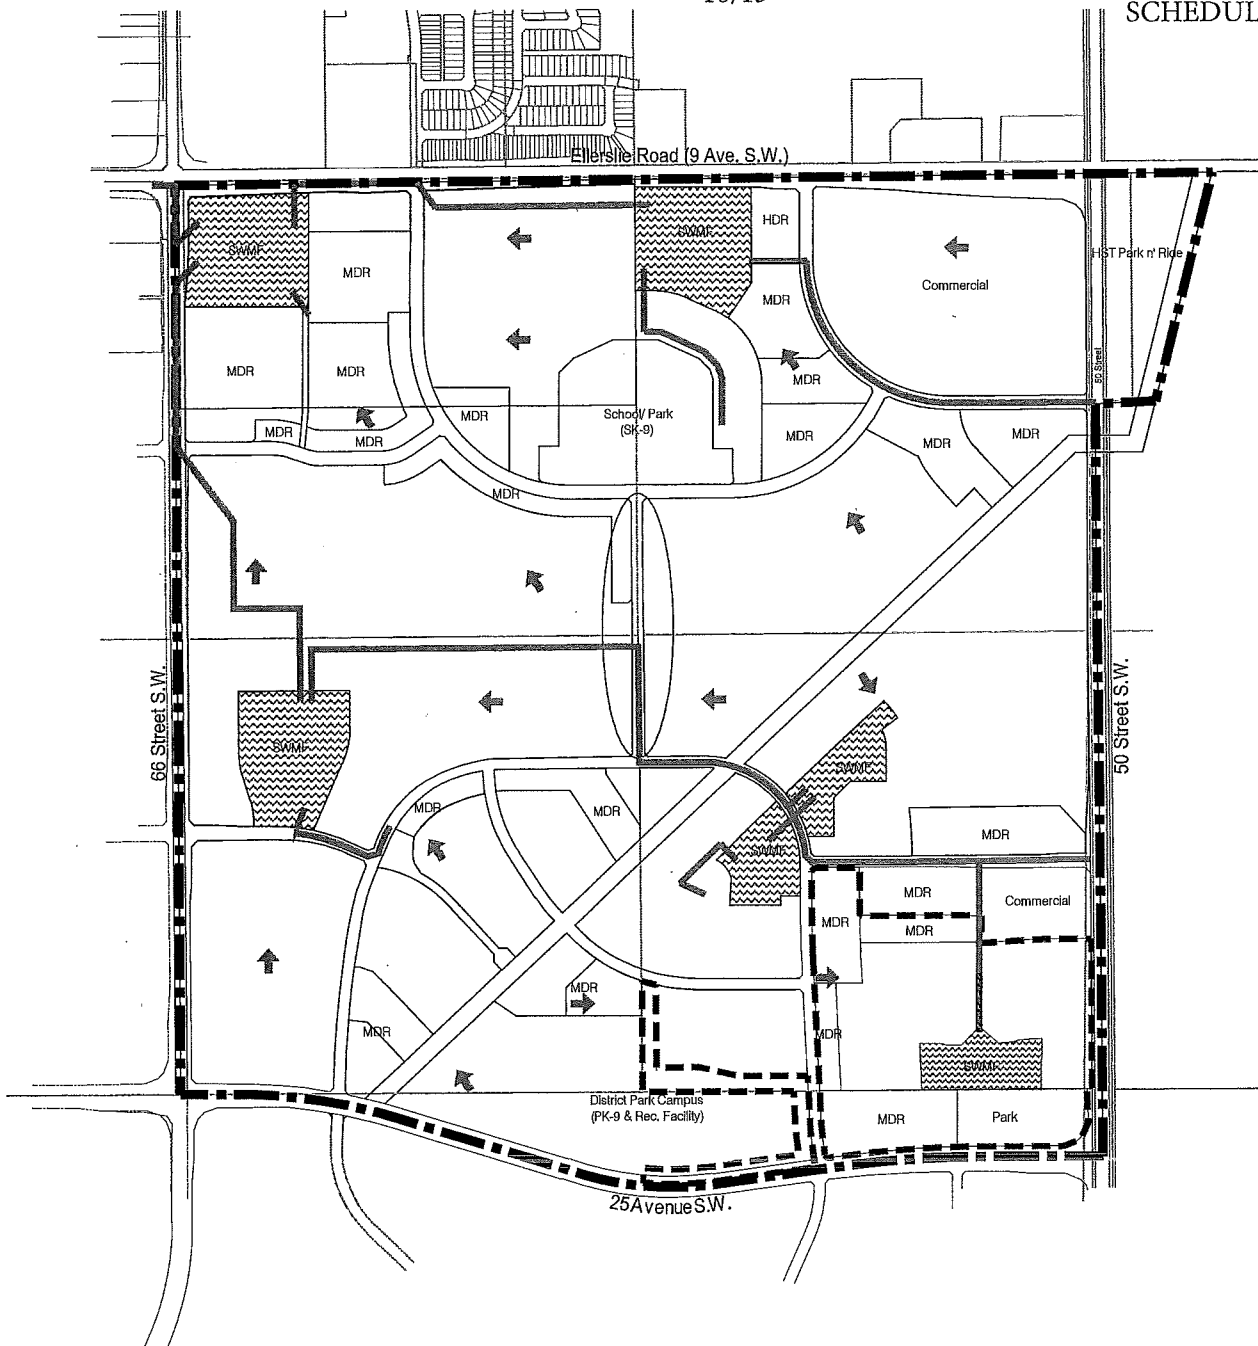 SCHEDUL
Ellerslie Road (9 Ave. S.W.)
SWMF
SWMF
HDR
HST Park n' Ride
MDR
Commercial
MDR
50 Street
MDR
MDR
MDR
MDR
School/ Park
(SK-9)
MDR
MDR
MDR
MDR
MDR
MDR
MDR
66 Street S.W.
50 Street S.W.
SWMF
SWMF
MDR
MDR
MDR
SWMF
MDR
Commercial
MDR
MDR
MDR
MDR
MDR
SWMF
District Park Campus
(PK-9 & Rec. Facility)
MDR
Park
25 Avenue S.W.